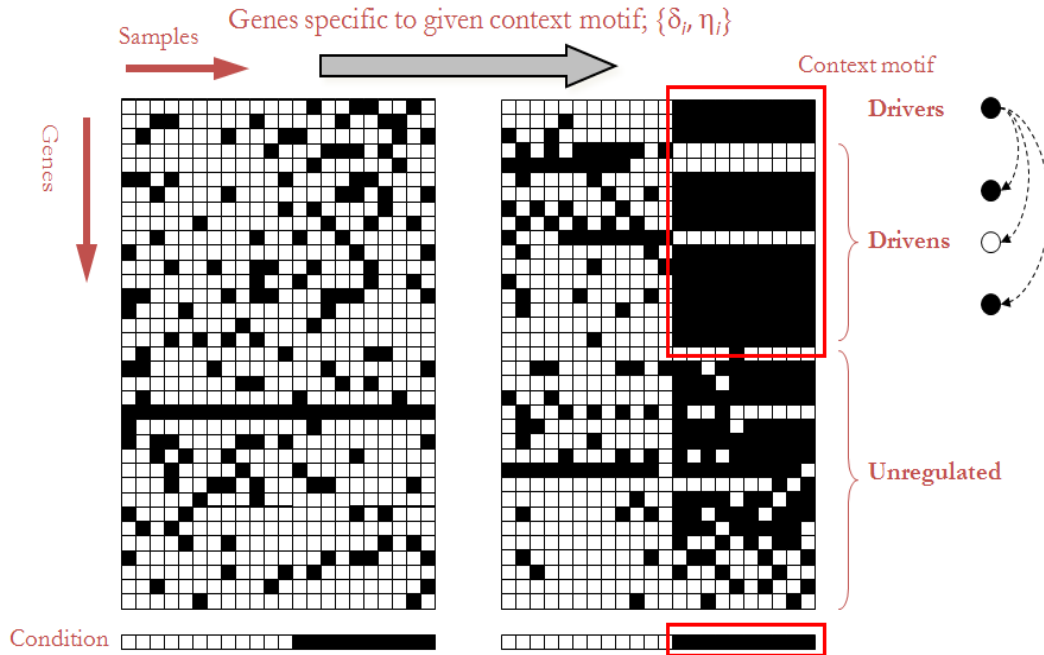 Genes specific to given context motif; {δᵢ, ηᵢ}
Samples
Context motif
Genes
Drivers
Drivens
Unregulated
Condition